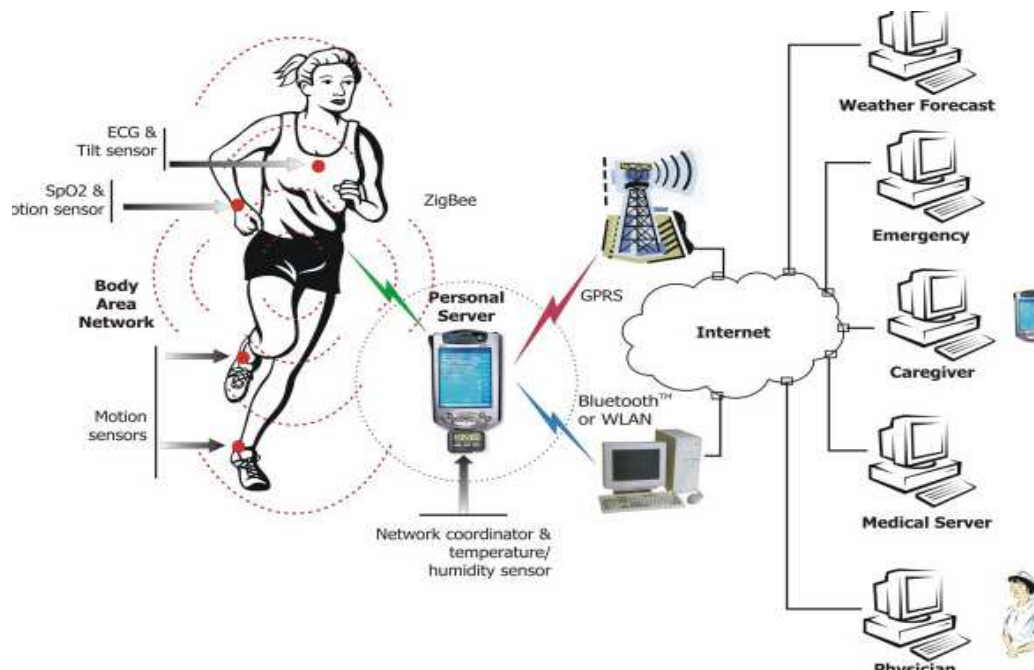 ECG &
Tilt sensor
SpO2 &
otion sensor
Body
Area
Network
Motion
sensors
ZigBee
Personal
Server
Network coordinator &
temperature/
humidity sensor
GPRS
Bluetooth™
or WLAN
Internet
Weather Forecast
Emergency
Caregiver
Medical Server
Physician